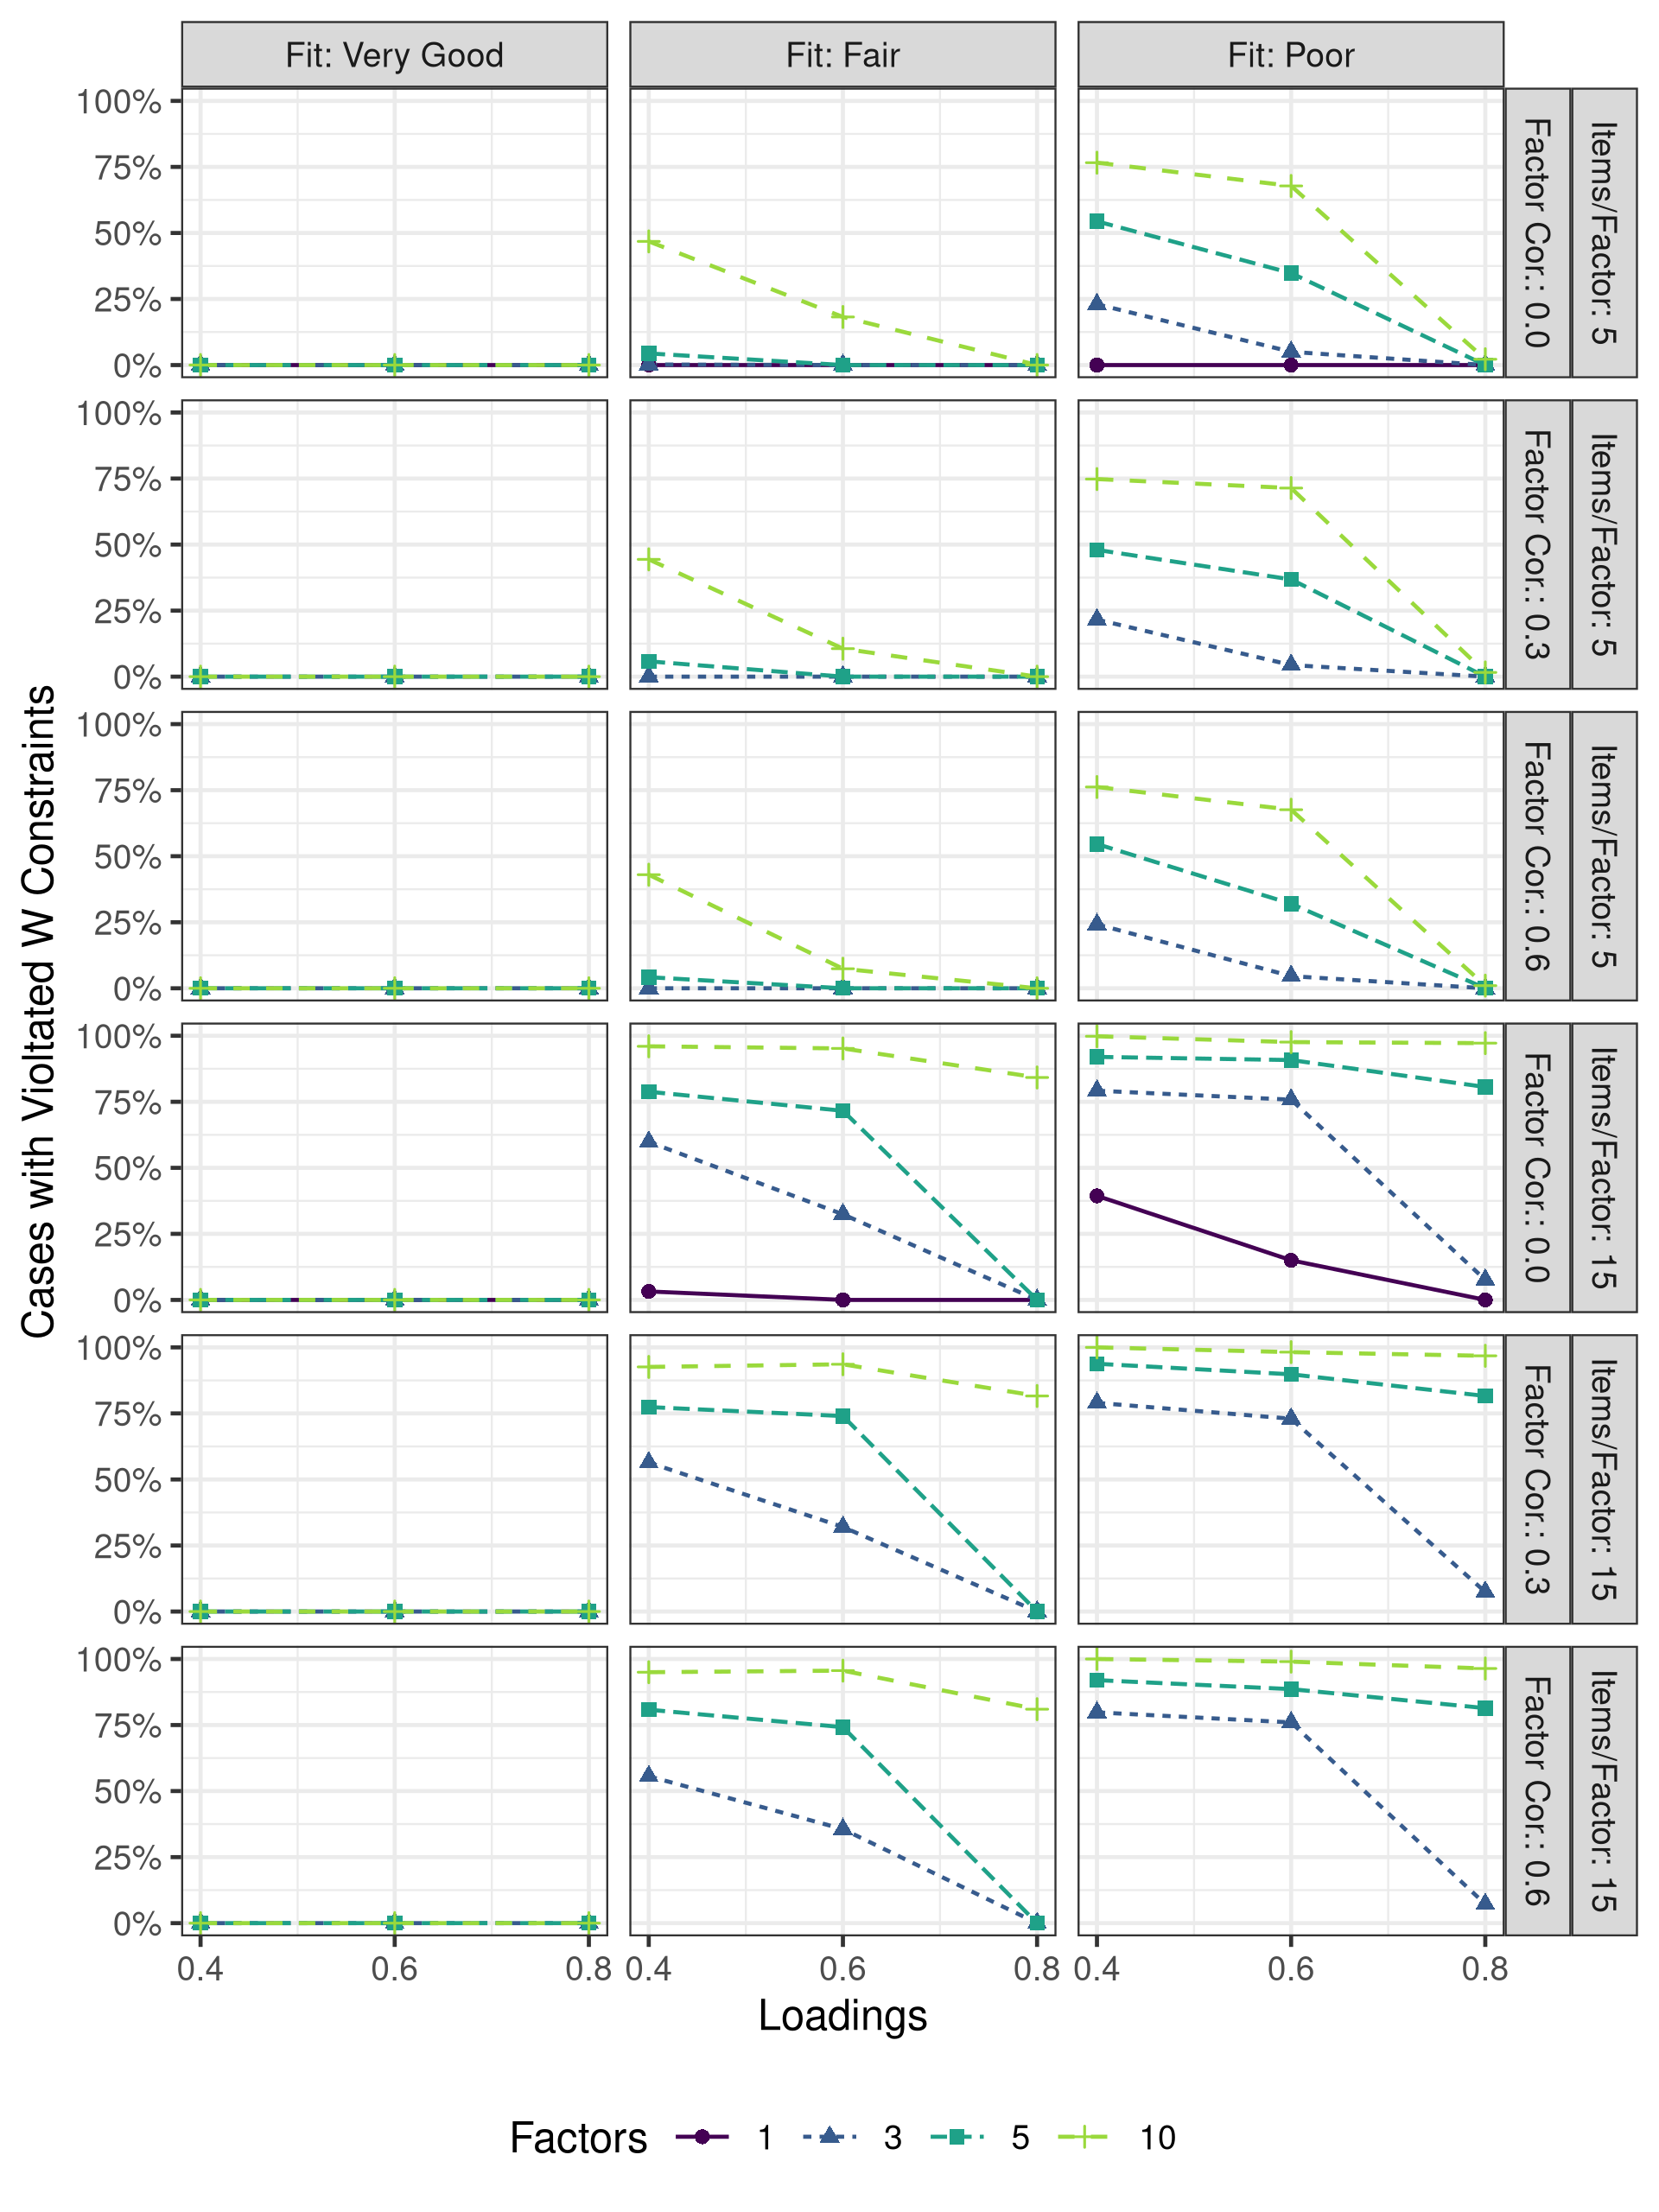 Fit: Very Good
Fit: Fair
Fit: Poor
100%
75%
50%
25%
0%
Factor Cor.: 0.0
Items/Factor: 5
100%
75%
50%
25%
0%
Factor Cor.: 0.3
Items/Factor: 5
100%
75%
50%
25%
0%
Factor Cor.: 0.6
Items/Factor: 5
100%
75%
50%
25%
0%
Factor Cor.: 0.0
Items/Factor: 15
100%
75%
50%
25%
0%
Factor Cor.: 0.3
Items/Factor: 15
100%
75%
50%
25%
0%
Factor Cor.: 0.6
Items/Factor: 15
Cases with Violtated W Constraints
0.4 0.6 0.8
0.4 0.6 0.8
0.4 0.6 0.8
Loadings
Factors 1 3 5 10